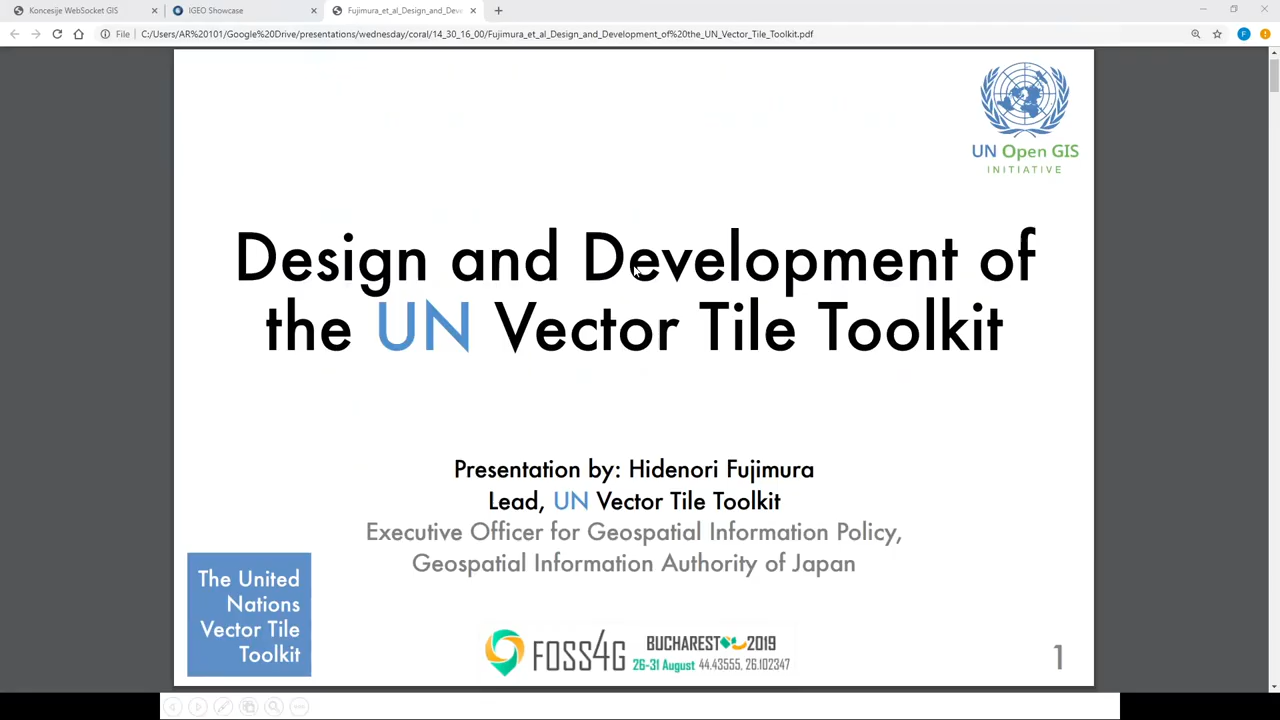 Koncesije WebSocket GIS
IGEO Showcase
Fujimura_et_al_Design_and_Deve
File
C:/Users/AR%20101/Google%20Drive/presentations/wednesday/coral/14_30_16_00/Fujimura_et_al_Design_and_Development_of%20the_UN_Vector_Tile_Toolkit.pdf
F
UN Open GIS
INITIATIVE
Design and Development of
the UN Vector Tile Toolkit
Presentation by: Hidenori Fujimura
Lead, UN Vector Tile Toolkit
Executive Officer for Geospatial Information Policy,
Geospatial Information Authority of Japan
The United
Nations
Vector Tile
Toolkit
FOSS4G
BUCHAREST 2019
26-31 August 44.43555, 26.102347
1